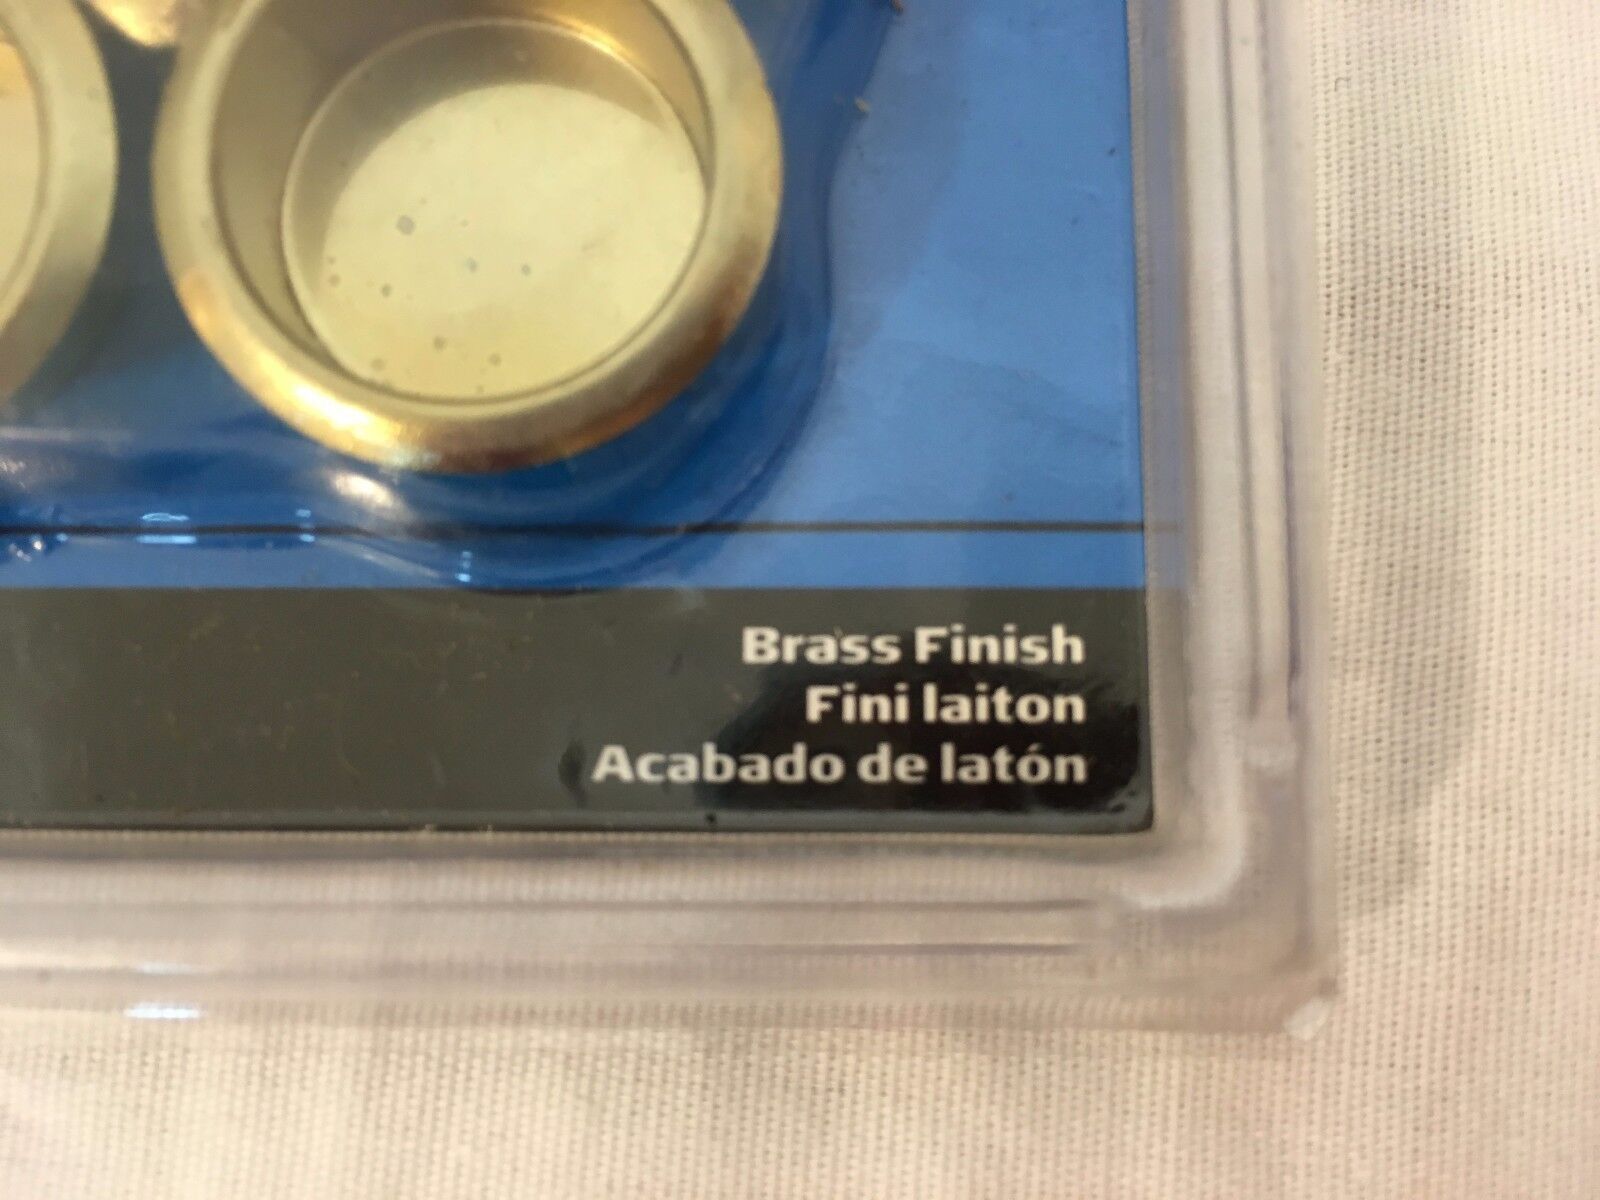 Brass Finish
Fini laiton
Acabado de latón